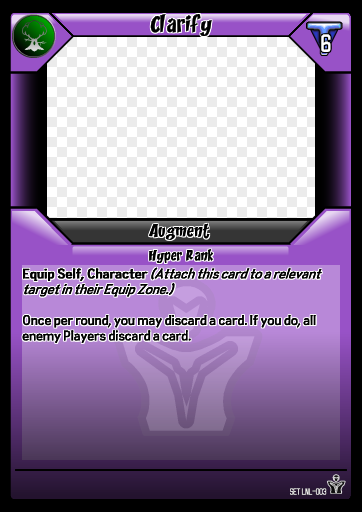 Clarify
6
Augment
Hyper Rank
Equip Self, Character (Attach this card to a relevant
target in their Equip Zone.)
Once per round, you may discard a card. If you do, all
enemy Players discard a card.
SET LNL-003